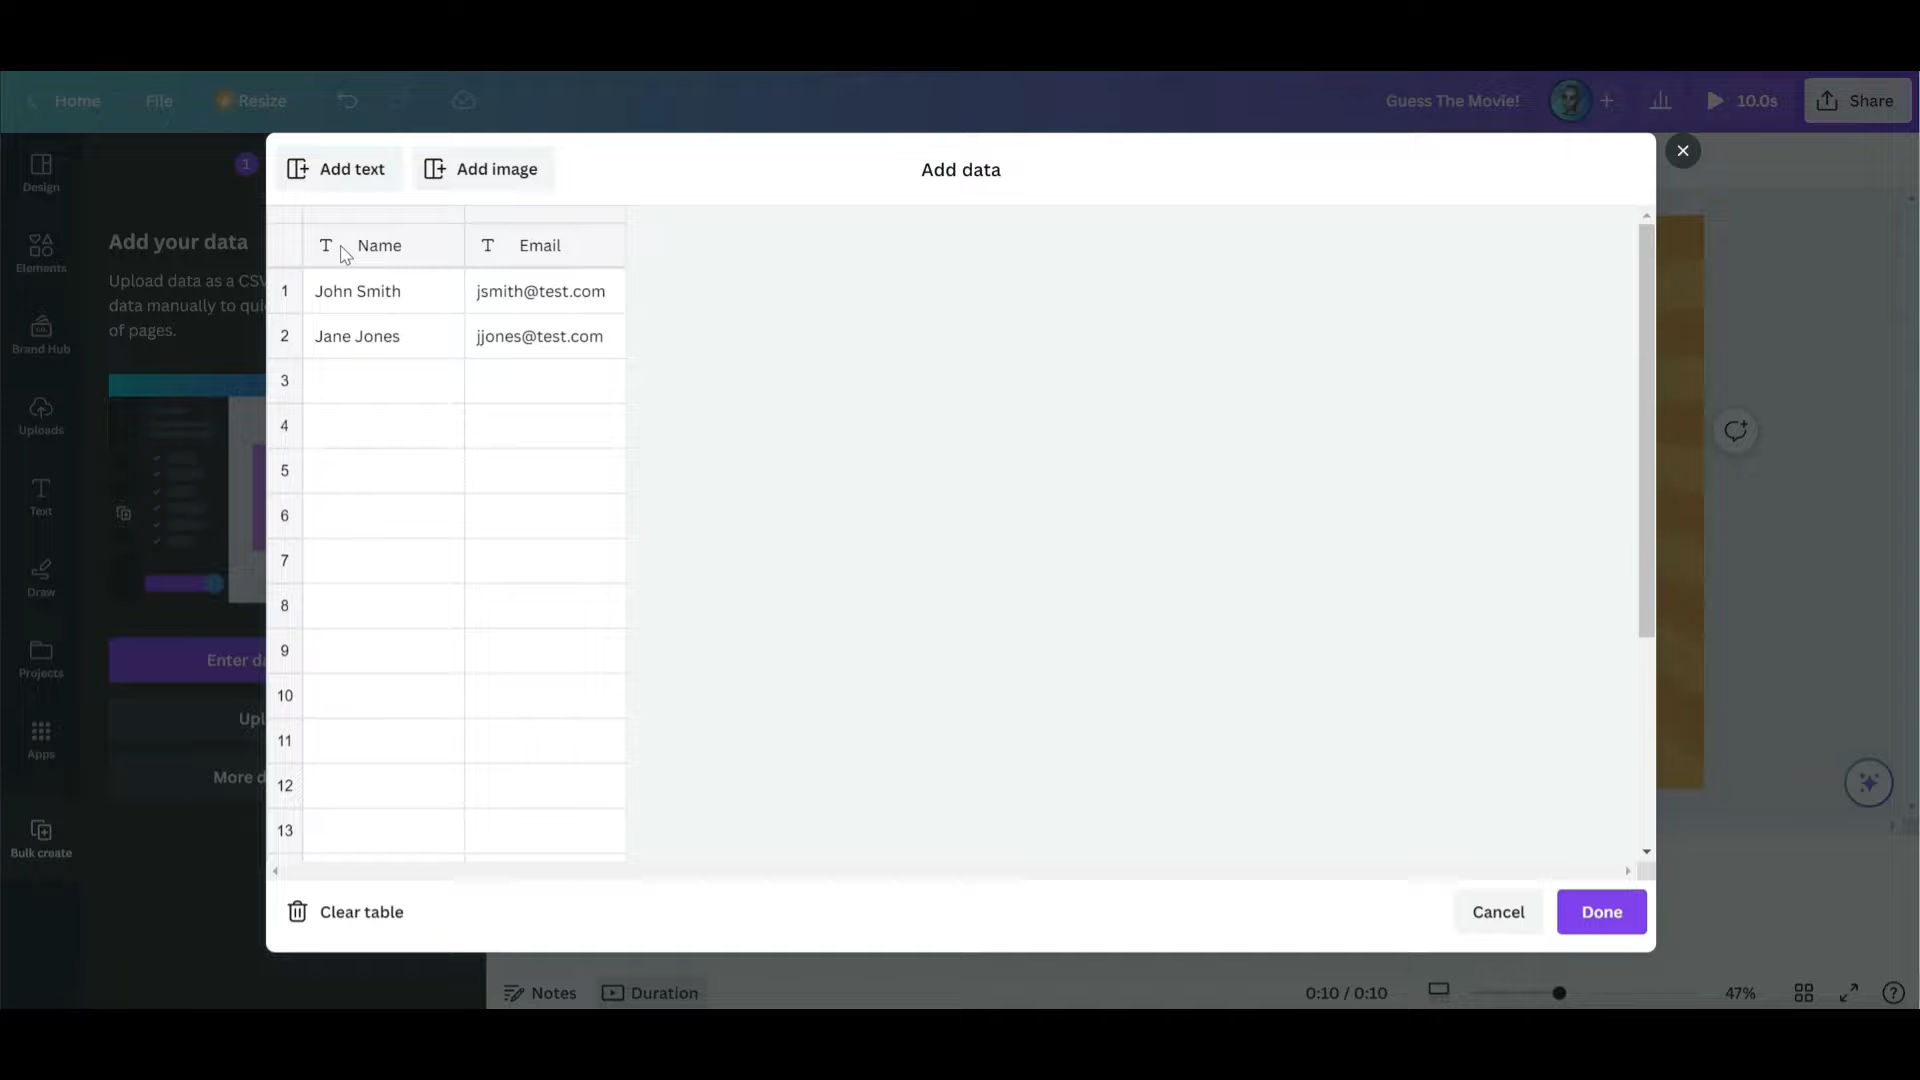 Home File Resize Guess The Movie! + 10.0s Share
Design
Elements
Brand Hub
Uploads
Text
Draw
Projects
Apps
Bulk create
1
Add your data
Upload data as a CSV
data manually to
of pages.
Enter
Add text Add image Add data
Name Email
1 John Smith jsmith@test.com
2 Jane Jones jjones@test.com
3
4
5
6
7
8
9
10
11
12
13
Clear table Cancel Done
Notes Duration 0:10 / 0:10 47% ?